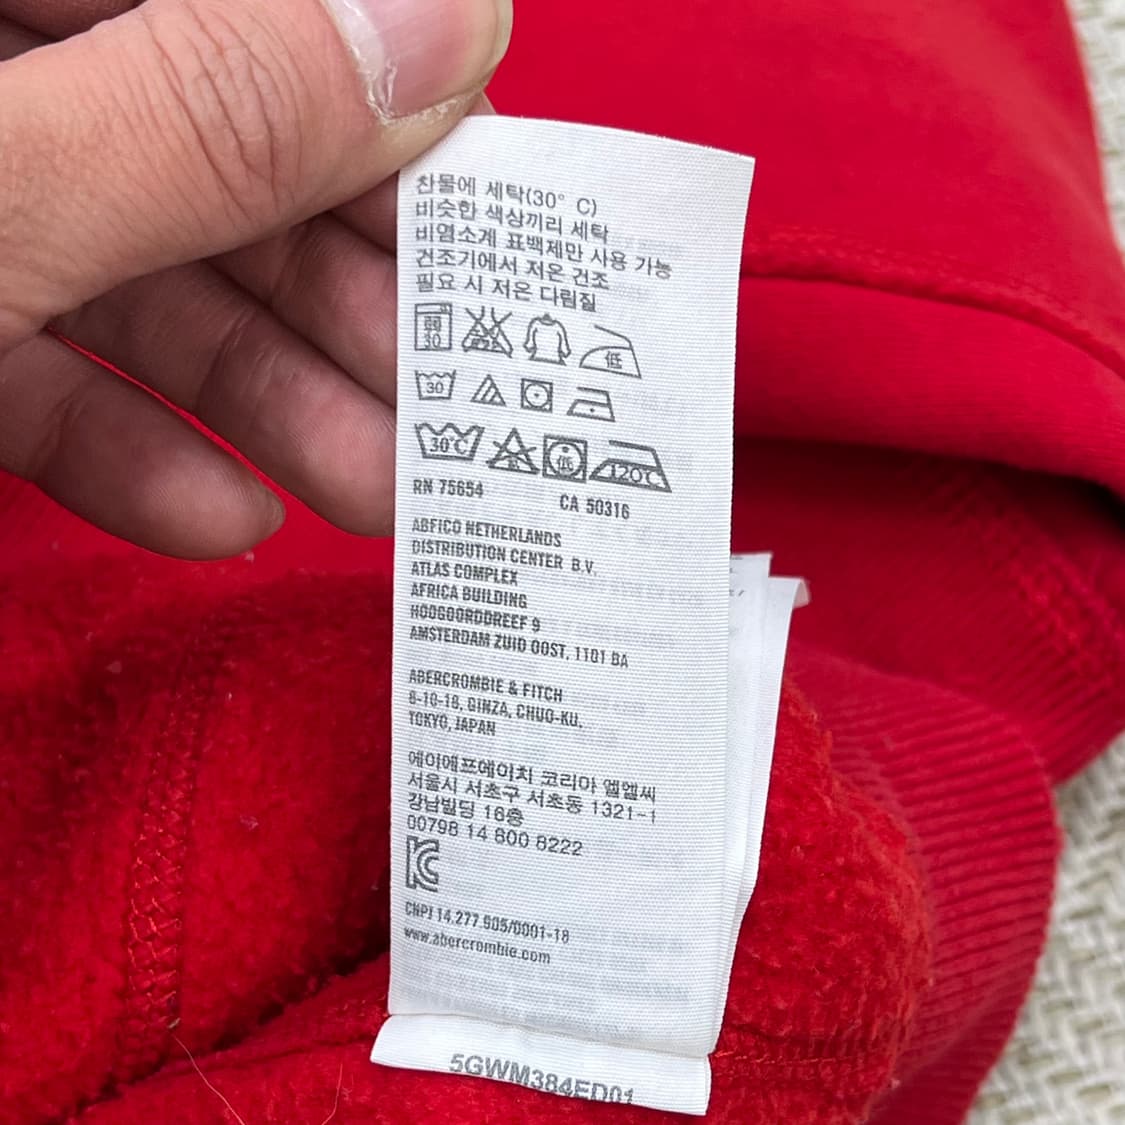 찬물에 세탁(30° C)
비슷한 색상끼리 세탁
비염소계 표백제만 사용 가능
건조기에서 저온 건조
필요 시 저온 다림질
弱
30
低
30
30°C
低
120°C
RN 75654 CA 50316
ABFICO NETHERLANDS
DISTRIBUTION CENTER B.V.
ATLAS COMPLEX
AFRICA BUILDING
HOOGOORDDREEF 9
AMSTERDAM ZUID OOST, 1101 BA
ABERCROMBIE & FITCH
6-10-18, GINZA, CHUO-KU,
TOKYO, JAPAN
에이에프에이치 코리아 엘엘씨
서울시 서초구 서초동 1321-1
강남빌딩 16층
00798 14 800 8222
KC
CNPJ 14.277.905/0001-18
www.abercrombie.com
5GWM384ED01